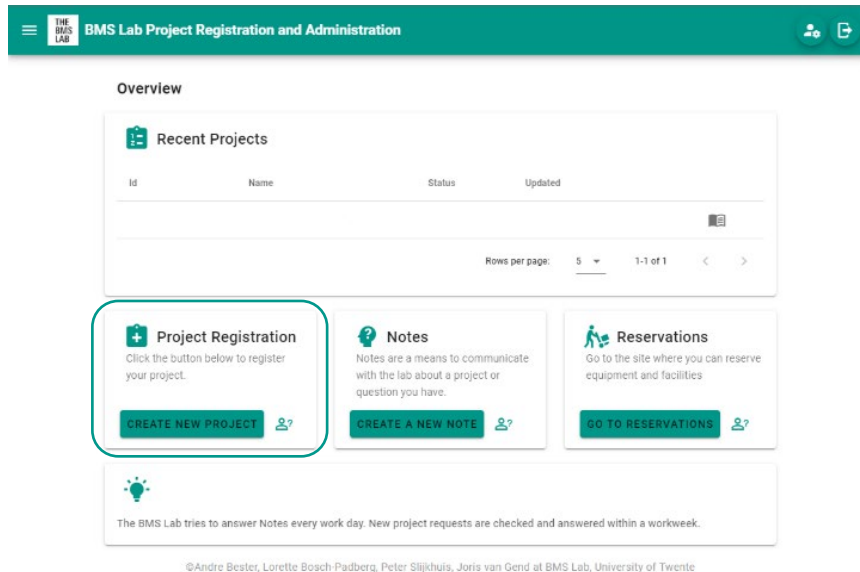 THE
BMS
LAB
BMS Lab Project Registration and Administration
Overview
Recent Projects
Id Name Status Updated
Rows per page: 5 1-1 of 1
Project Registration
Click the button below to register
your project.
CREATE NEW PROJECT
Notes
Notes are a means to communicate
with the lab about a project or
question you have.
CREATE A NEW NOTE
Reservations
Go to the site where you can reserve
equipment and facilities
GO TO RESERVATIONS
The BMS Lab tries to answer Notes every work day. New project requests are checked and answered within a workweek.
©Andre Bester, Lorette Bosch-Padberg, Peter Slijkhuis, Joris van Gend at BMS Lab, University of Twente